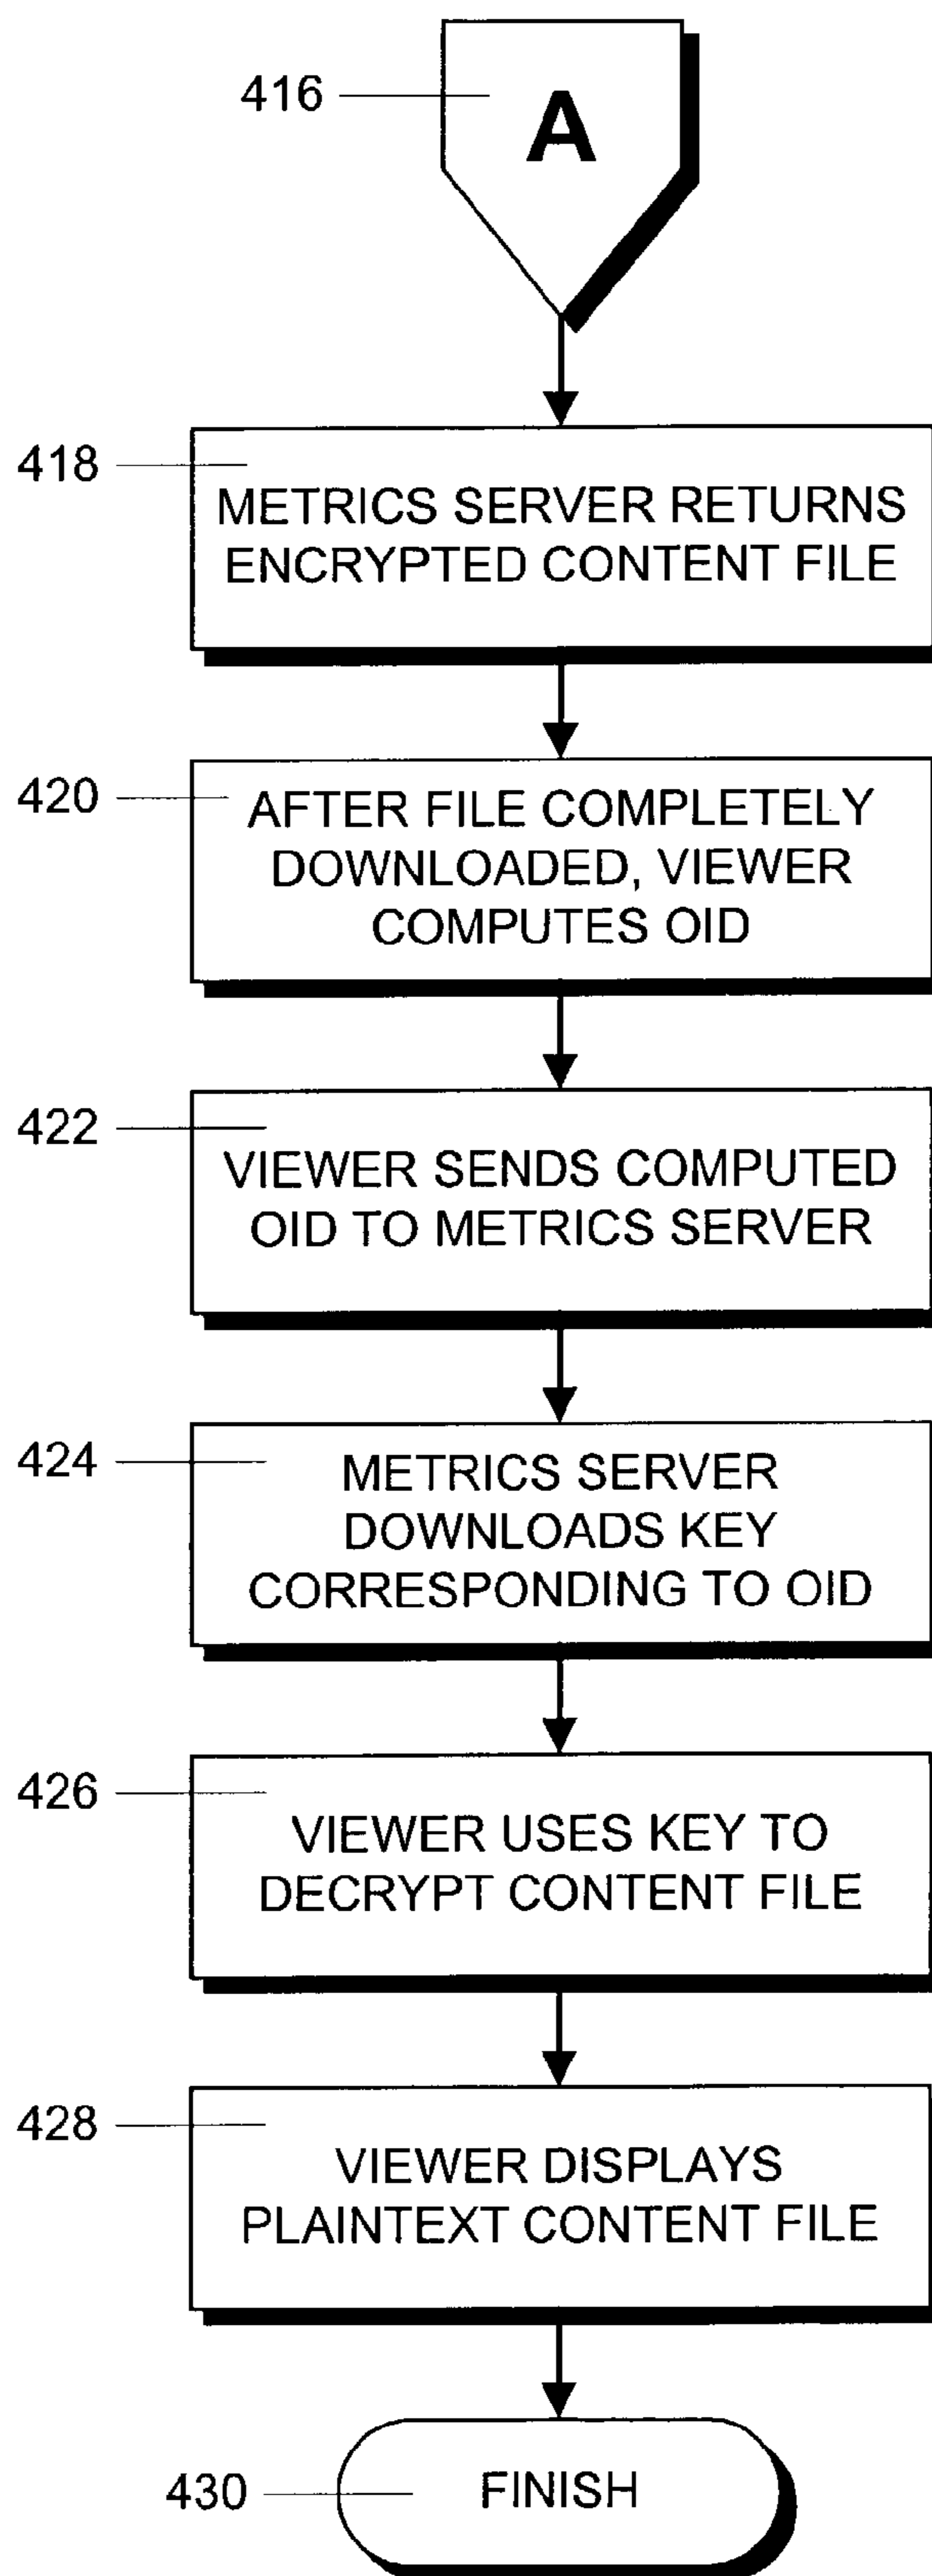 416
A
418
METRICS SERVER RETURNS
ENCRYPTED CONTENT FILE
420
AFTER FILE COMPLETELY
DOWNLOADED, VIEWER
COMPUTES OID
422
VIEWER SENDS COMPUTED
OID TO METRICS SERVER
424
METRICS SERVER
DOWNLOADS KEY
CORRESPONDING TO OID
426
VIEWER USES KEY TO
DECRYPT CONTENT FILE
428
VIEWER DISPLAYS
PLAINTEXT CONTENT FILE
430
FINISH